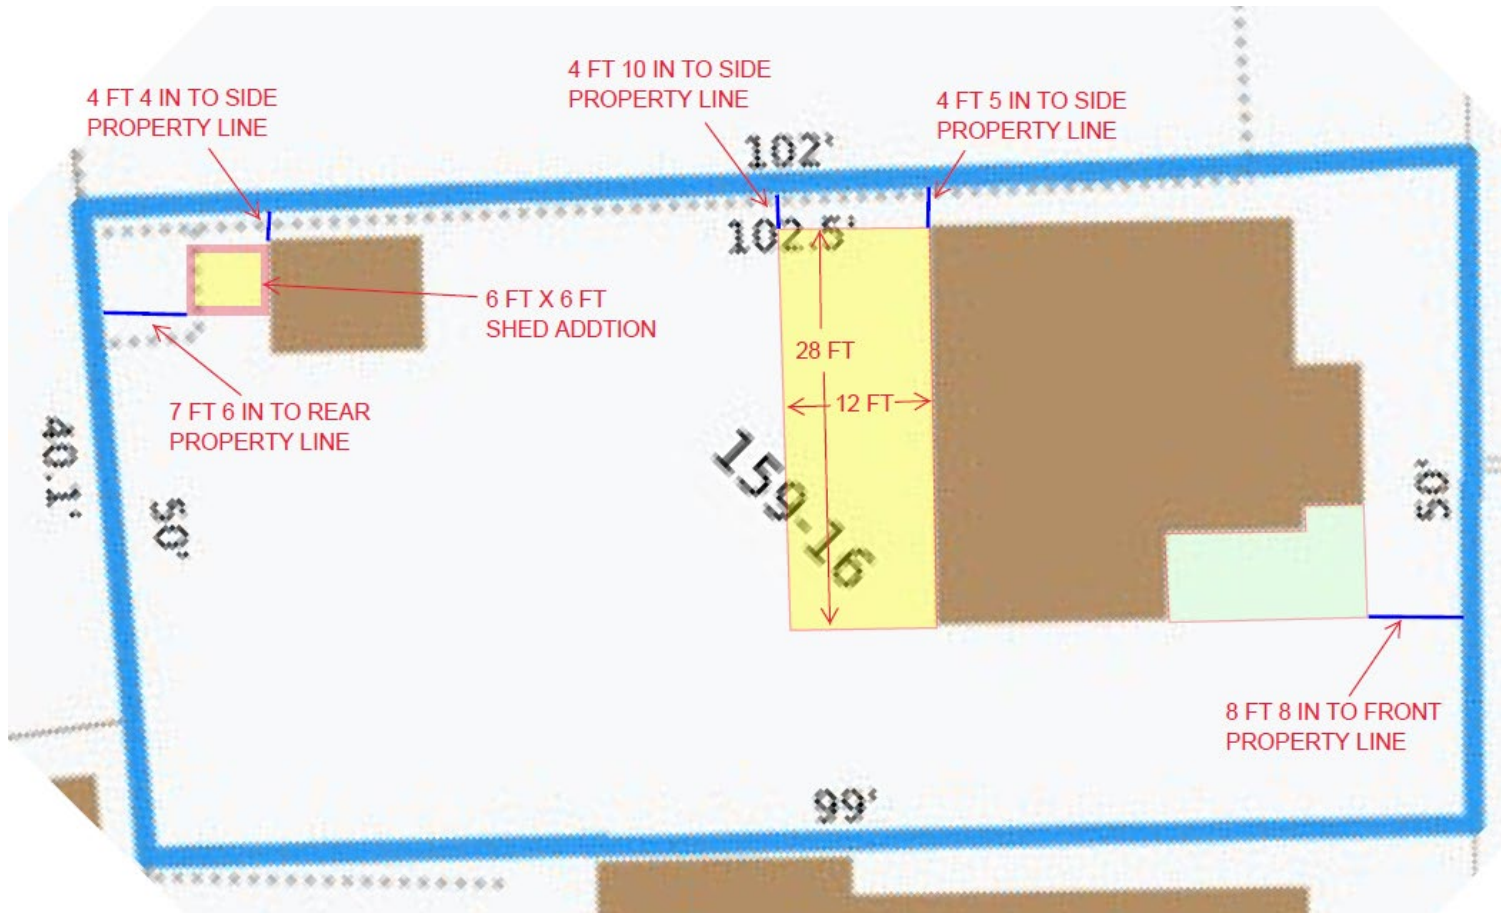 4 FT 4 IN TO SIDE
PROPERTY LINE
4 FT 10 IN TO SIDE
PROPERTY LINE
4 FT 5 IN TO SIDE
PROPERTY LINE
102'
102.5'
6 FT X 6 FT
SHED ADDTION
28 FT
12 FT
7 FT 6 IN TO REAR
PROPERTY LINE
40.1'
50'
159-16
50'
8 FT 8 IN TO FRONT
PROPERTY LINE
99'